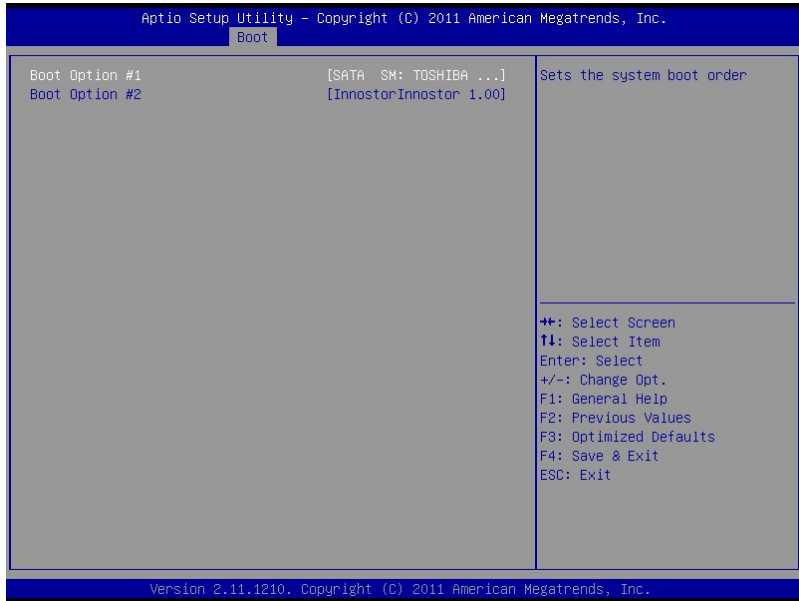 Aptio Setup Utility – Copyright (C) 2011 American Megatrends, Inc.
Boot
Boot Option #1 [SATA SM: TOSHIBA ...]
Boot Option #2 [InnostorInnostor 1.00]
Sets the system boot order
→←: Select Screen
↑↓: Select Item
Enter: Select
+/-: Change Opt.
F1: General Help
F2: Previous Values
F3: Optimized Defaults
F4: Save & Exit
ESC: Exit
Version 2.11.1210. Copyright (C) 2011 American Megatrends, Inc.